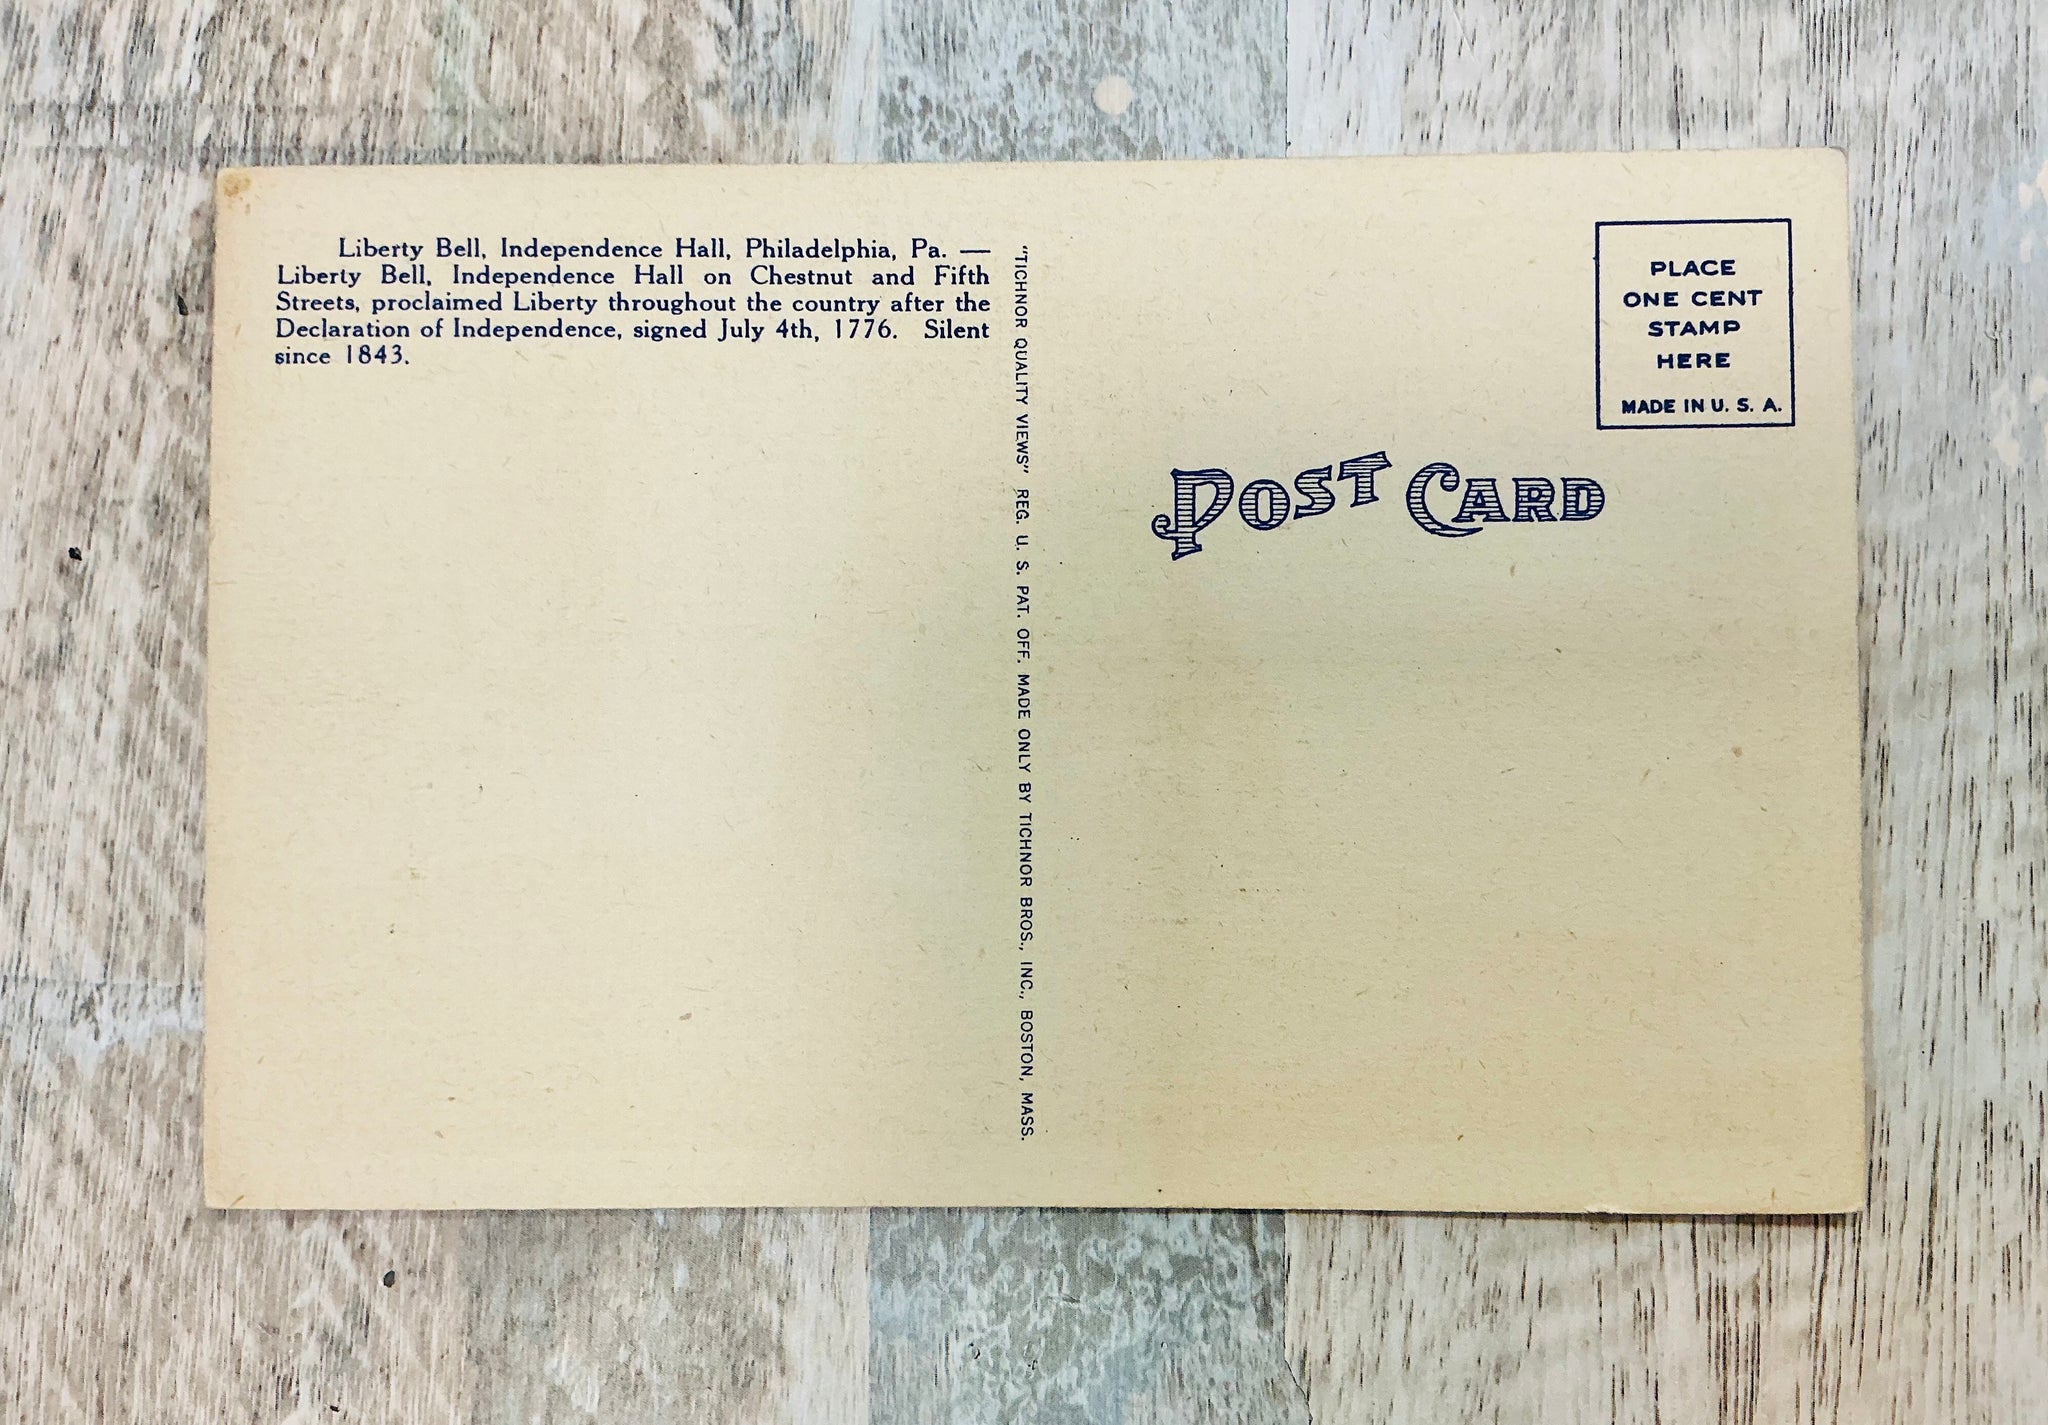 Liberty Bell, Independence Hall, Philadelphia, Pa. —
Liberty Bell, Independence Hall on Chestnut and Fifth
Streets, proclaimed Liberty throughout the country after the
Declaration of Independence, signed July 4th, 1776. Silent
since 1843.
"TICHNOR QUALITY VIEWS" REG. U. S. PAT. OFF. MADE ONLY BY TICHNOR BROS., INC., BOSTON, MASS.
PLACE
ONE CENT
STAMP
HERE
MADE IN U. S. A.
POST CARD